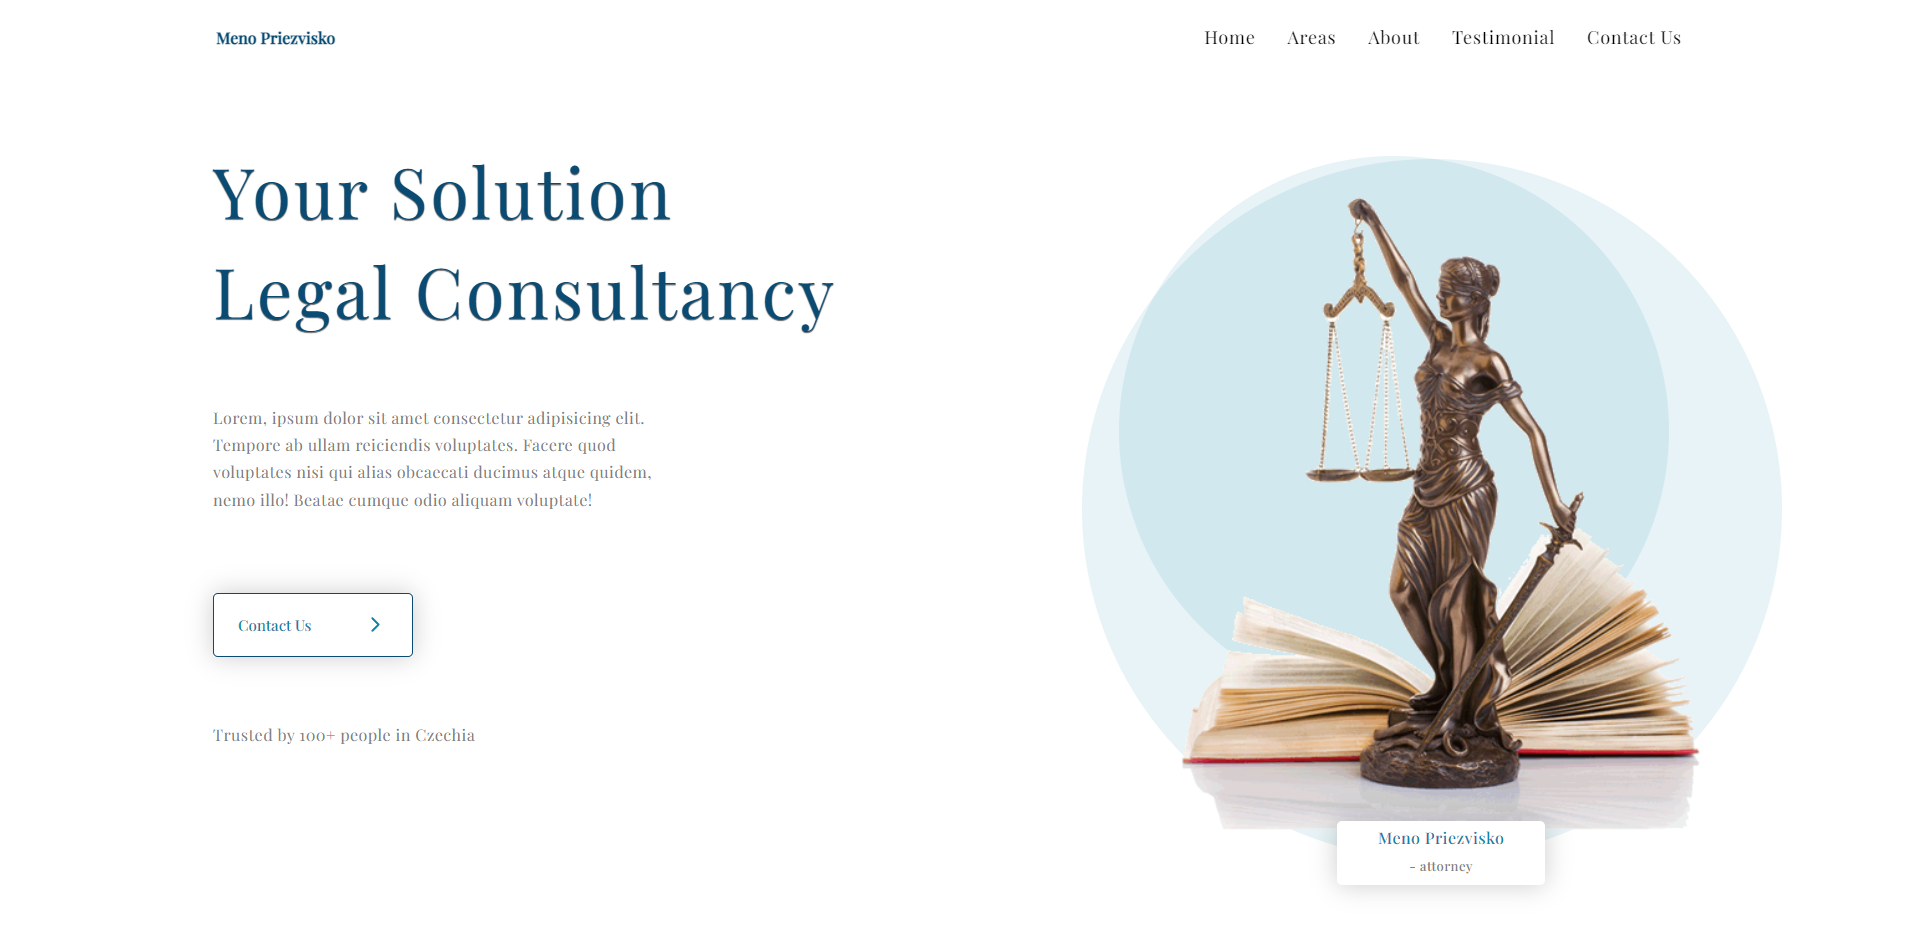 Meno Priezvisko
Home Areas About Testimonial Contact Us
Your Solution
Legal Consultancy
Lorem, ipsum dolor sit amet consectetur adipisicing elit.
Tempore ab ullam reiciendis voluptates. Facere quod
voluptates nisi qui alias obcaecati ducimus atque quidem,
nemo illo! Beatae cumque odio aliquam voluptate!
Contact Us
Trusted by 100+ people in Czechia
Meno Priezvisko
- attorney